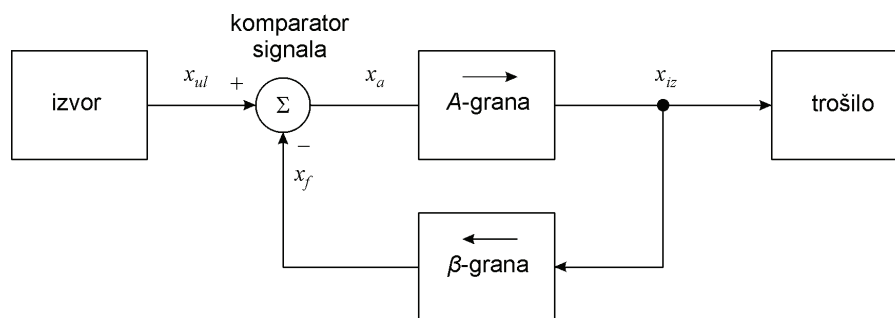 komparator
signala
izvor
x_ul
+
Σ
−
x_f
x_a
A-grana
x_iz
trošilo
β-grana